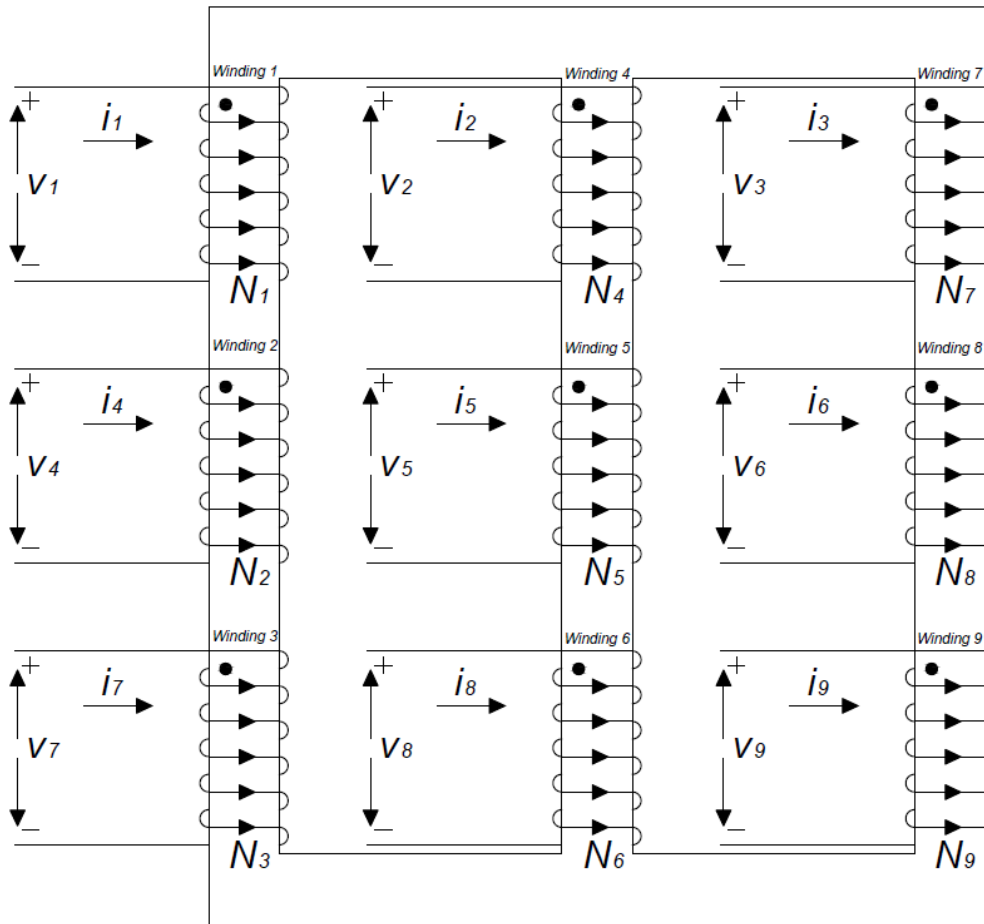 Winding 1 Winding 4 Winding 7
+ + +
i1 i2 i3
v1 v2 v3
− − −
N1 N4 N7
Winding 2 Winding 5 Winding 8
+ + +
i4 i5 i6
v4 v5 v6
− − −
N2 N5 N8
Winding 3 Winding 6 Winding 9
+ + +
i7 i8 i9
v7 v8 v9
− − −
N3 N6 N9